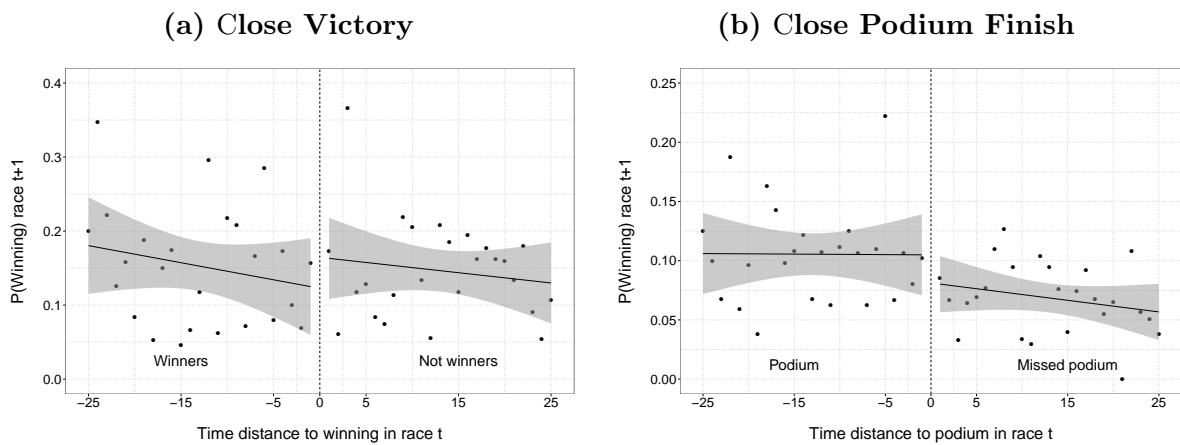 (a) Close Victory
P(Winning) race t+1
0.4
0.3
0.2
0.1
0.0
Winners
Not winners
−25 −15 −5 0 5 15 25
Time distance to winning in race t
(b) Close Podium Finish
P(Winning) race t+1
0.25
0.20
0.15
0.10
0.05
0.00
Podium
Missed podium
−25 −15 −5 0 5 15 25
Time distance to podium in race t